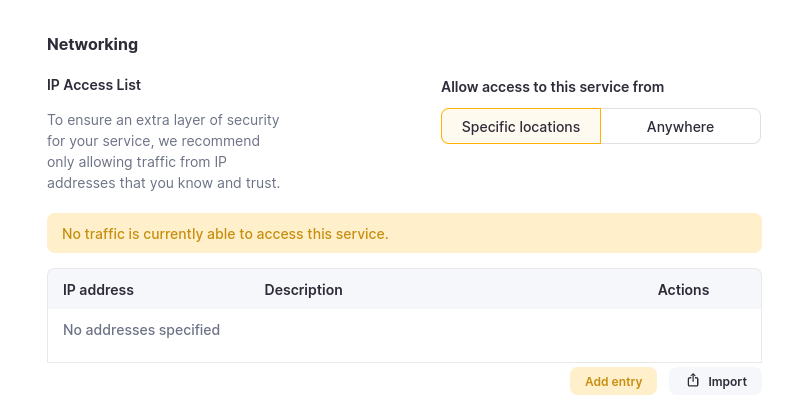 Networking
IP Access List
Allow access to this service from
To ensure an extra layer of security
for your service, we recommend
only allowing traffic from IP
addresses that you know and trust.
Specific locations
Anywhere
No traffic is currently able to access this service.
IP address Description Actions
No addresses specified
Add entry Import